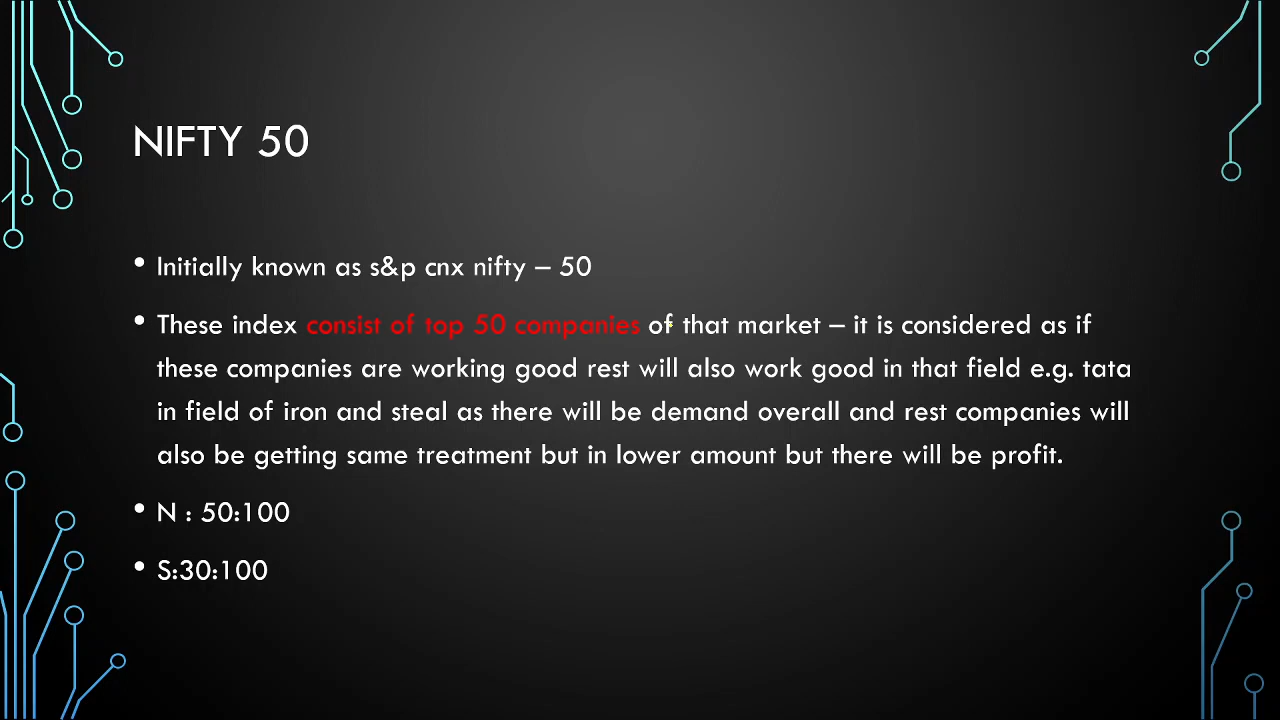 NIFTY 50
• Initially known as s&p cnx nifty – 50
• These index consist of top 50 companies of that market – it is considered as if
these companies are working good rest will also work good in that field e.g. tata
in field of iron and steal as there will be demand overall and rest companies will
also be getting same treatment but in lower amount but there will be profit.
• N : 50:100
• S:30:100